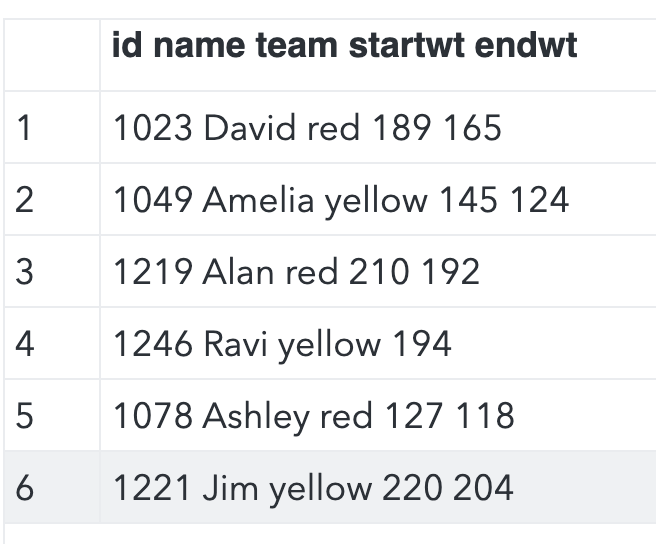 id name team startwt endwt
1 1023 David red 189 165
2 1049 Amelia yellow 145 124
3 1219 Alan red 210 192
4 1246 Ravi yellow 194
5 1078 Ashley red 127 118
6 1221 Jim yellow 220 204